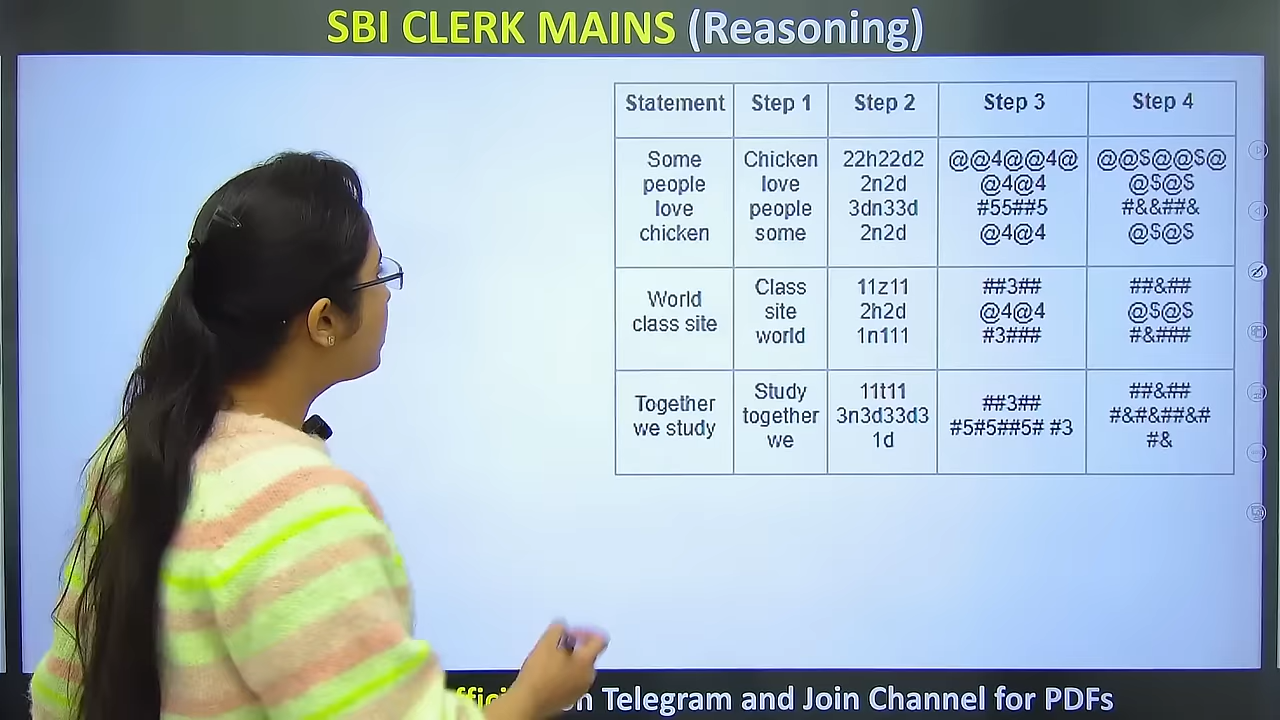 SBI CLERK MAINS (Reasoning)
Statement Step 1 Step 2 Step 3 Step 4
Some Chicken 22h22d2 @@4@@4@ @@$@@$@
people love 2n2d @4@4 @$@$
love people 3dn33d #55##5 #&&##&
chicken some 2n2d @4@4 @$@$
World Class 11z11 ##3## ##&##
class site site 2h2d @4@4 @$@$
world 1n111 #3### #&###
Together Study 11t11 ##3## ##&##
we study together 3n3d33d3 #5#5##5# #3 #&#&##&#
we 1d #&
Telegram and Join Channel for PDFs